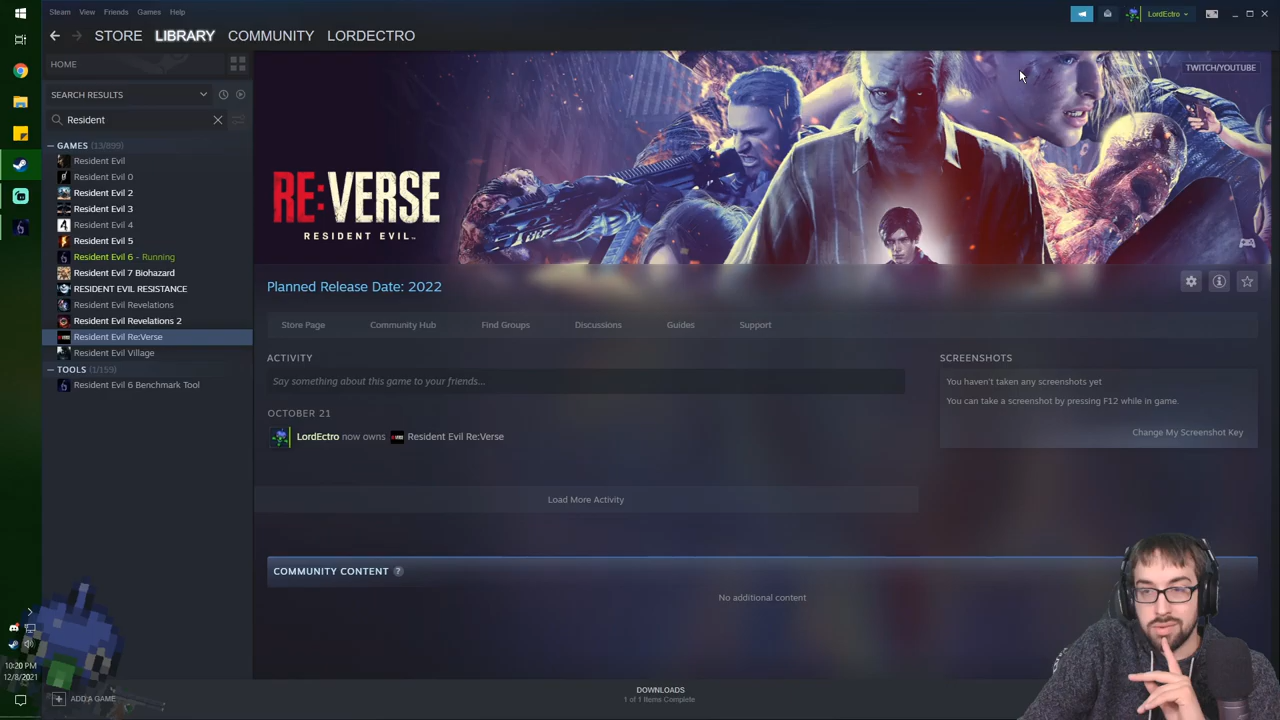 Steam View Friends Games Help
LordEctro
STORE LIBRARY COMMUNITY LORDECTRO
HOME
SEARCH RESULTS
Resident
GAMES (13/899)
Resident Evil
Resident Evil 0
Resident Evil 2
Resident Evil 3
Resident Evil 4
Resident Evil 5
Resident Evil 6 - Running
Resident Evil 7 Biohazard
RESIDENT EVIL RESISTANCE
Resident Evil Revelations
Resident Evil Revelations 2
Resident Evil Re:Verse
Resident Evil Village
TOOLS (1/159)
Resident Evil 6 Benchmark Tool
TWITCH/YOUTUBE
RE:VERSE
RESIDENT EVIL™
Planned Release Date: 2022
Store Page Community Hub Find Groups Discussions Guides Support
ACTIVITY
Say something about this game to your friends...
OCTOBER 21
LordEctro now owns Resident Evil Re:Verse
Load More Activity
SCREENSHOTS
You haven't taken any screenshots yet
You can take a screenshot by pressing F12 while in game.
Change My Screenshot Key
COMMUNITY CONTENT ?
No additional content
10:20 PM
12/8/2021
ADD A GAME
DOWNLOADS
1 of 1 Items Complete